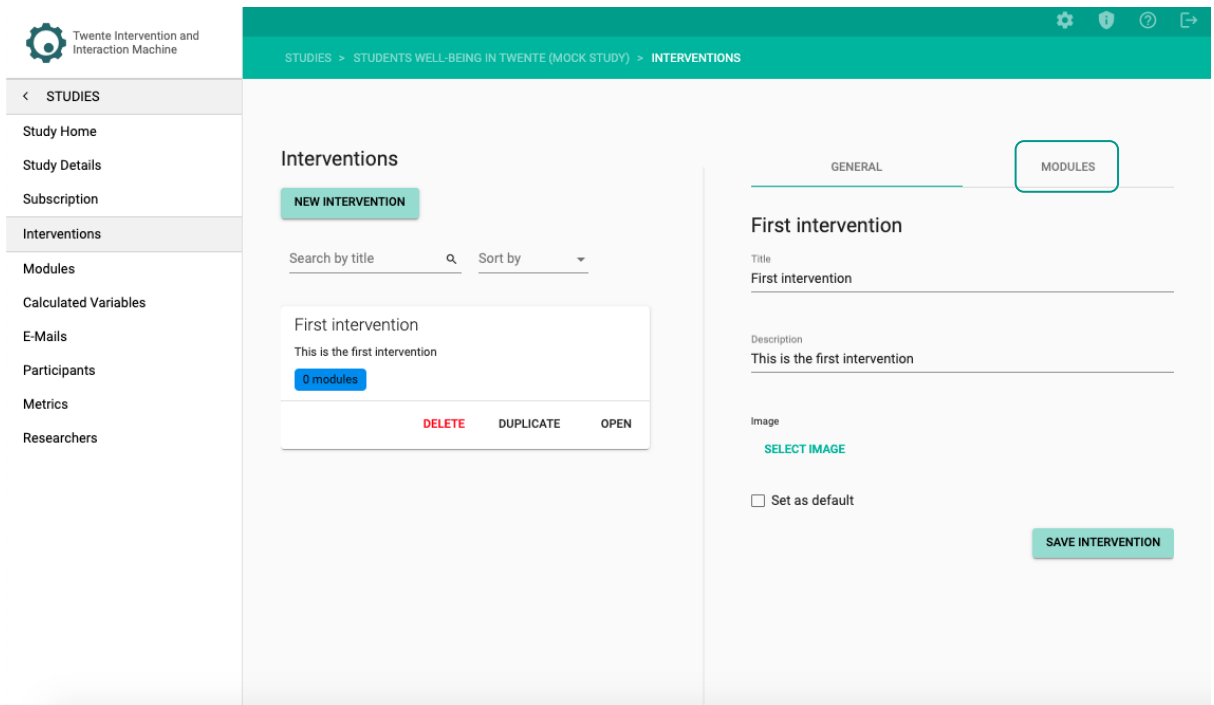 Twente Intervention and
Interaction Machine
STUDIES > STUDENTS WELL-BEING IN TWENTE (MOCK STUDY) > INTERVENTIONS
< STUDIES
Study Home
Study Details
Subscription
Interventions
Modules
Calculated Variables
E-Mails
Participants
Metrics
Researchers
Interventions
NEW INTERVENTION
Search by title
Sort by
First intervention
This is the first intervention
0 modules
DELETE DUPLICATE OPEN
GENERAL MODULES
First intervention
Title
First intervention
Description
This is the first intervention
Image
SELECT IMAGE
Set as default
SAVE INTERVENTION